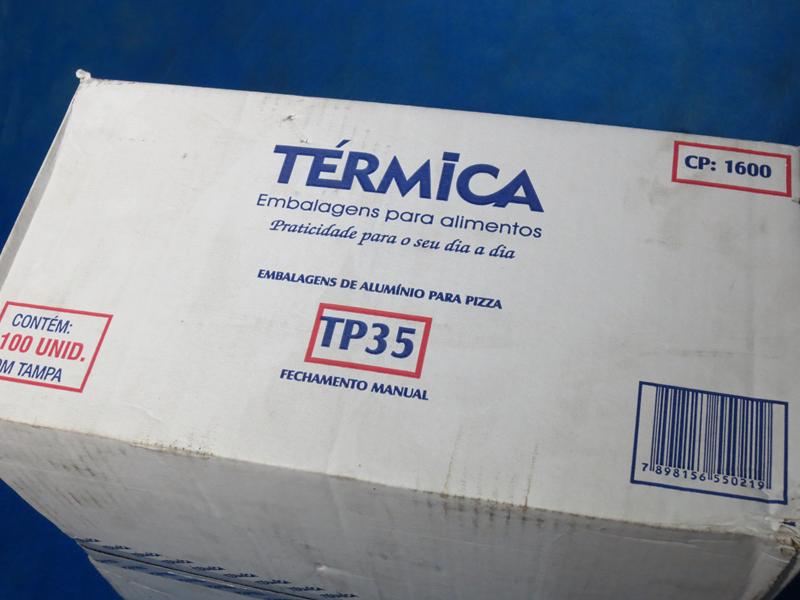 TÉRMICA
Embalagens para alimentos
Praticidade para o seu dia a dia
CP: 1600
EMBALAGENS DE ALUMÍNIO PARA PIZZA
TP35
FECHAMENTO MANUAL
CONTÉM:
100 UNID.
OM TAMPA
7 898156 550219